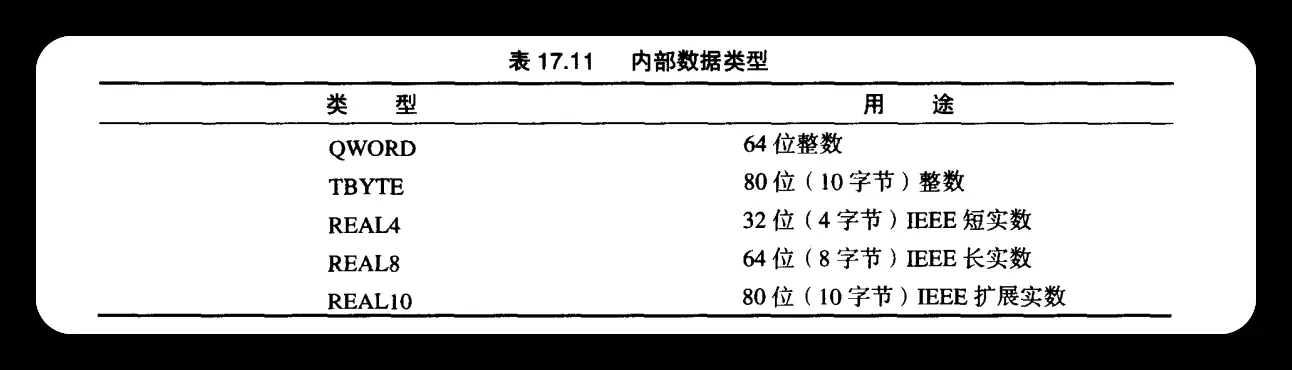 表 17.11 内部数据类型
类 型 用 途
QWORD 64 位整数
TBYTE 80 位（10 字节）整数
REAL4 32 位（4 字节）IEEE 短实数
REAL8 64 位（8 字节）IEEE 长实数
REAL10 80 位（10 字节）IEEE 扩展实数